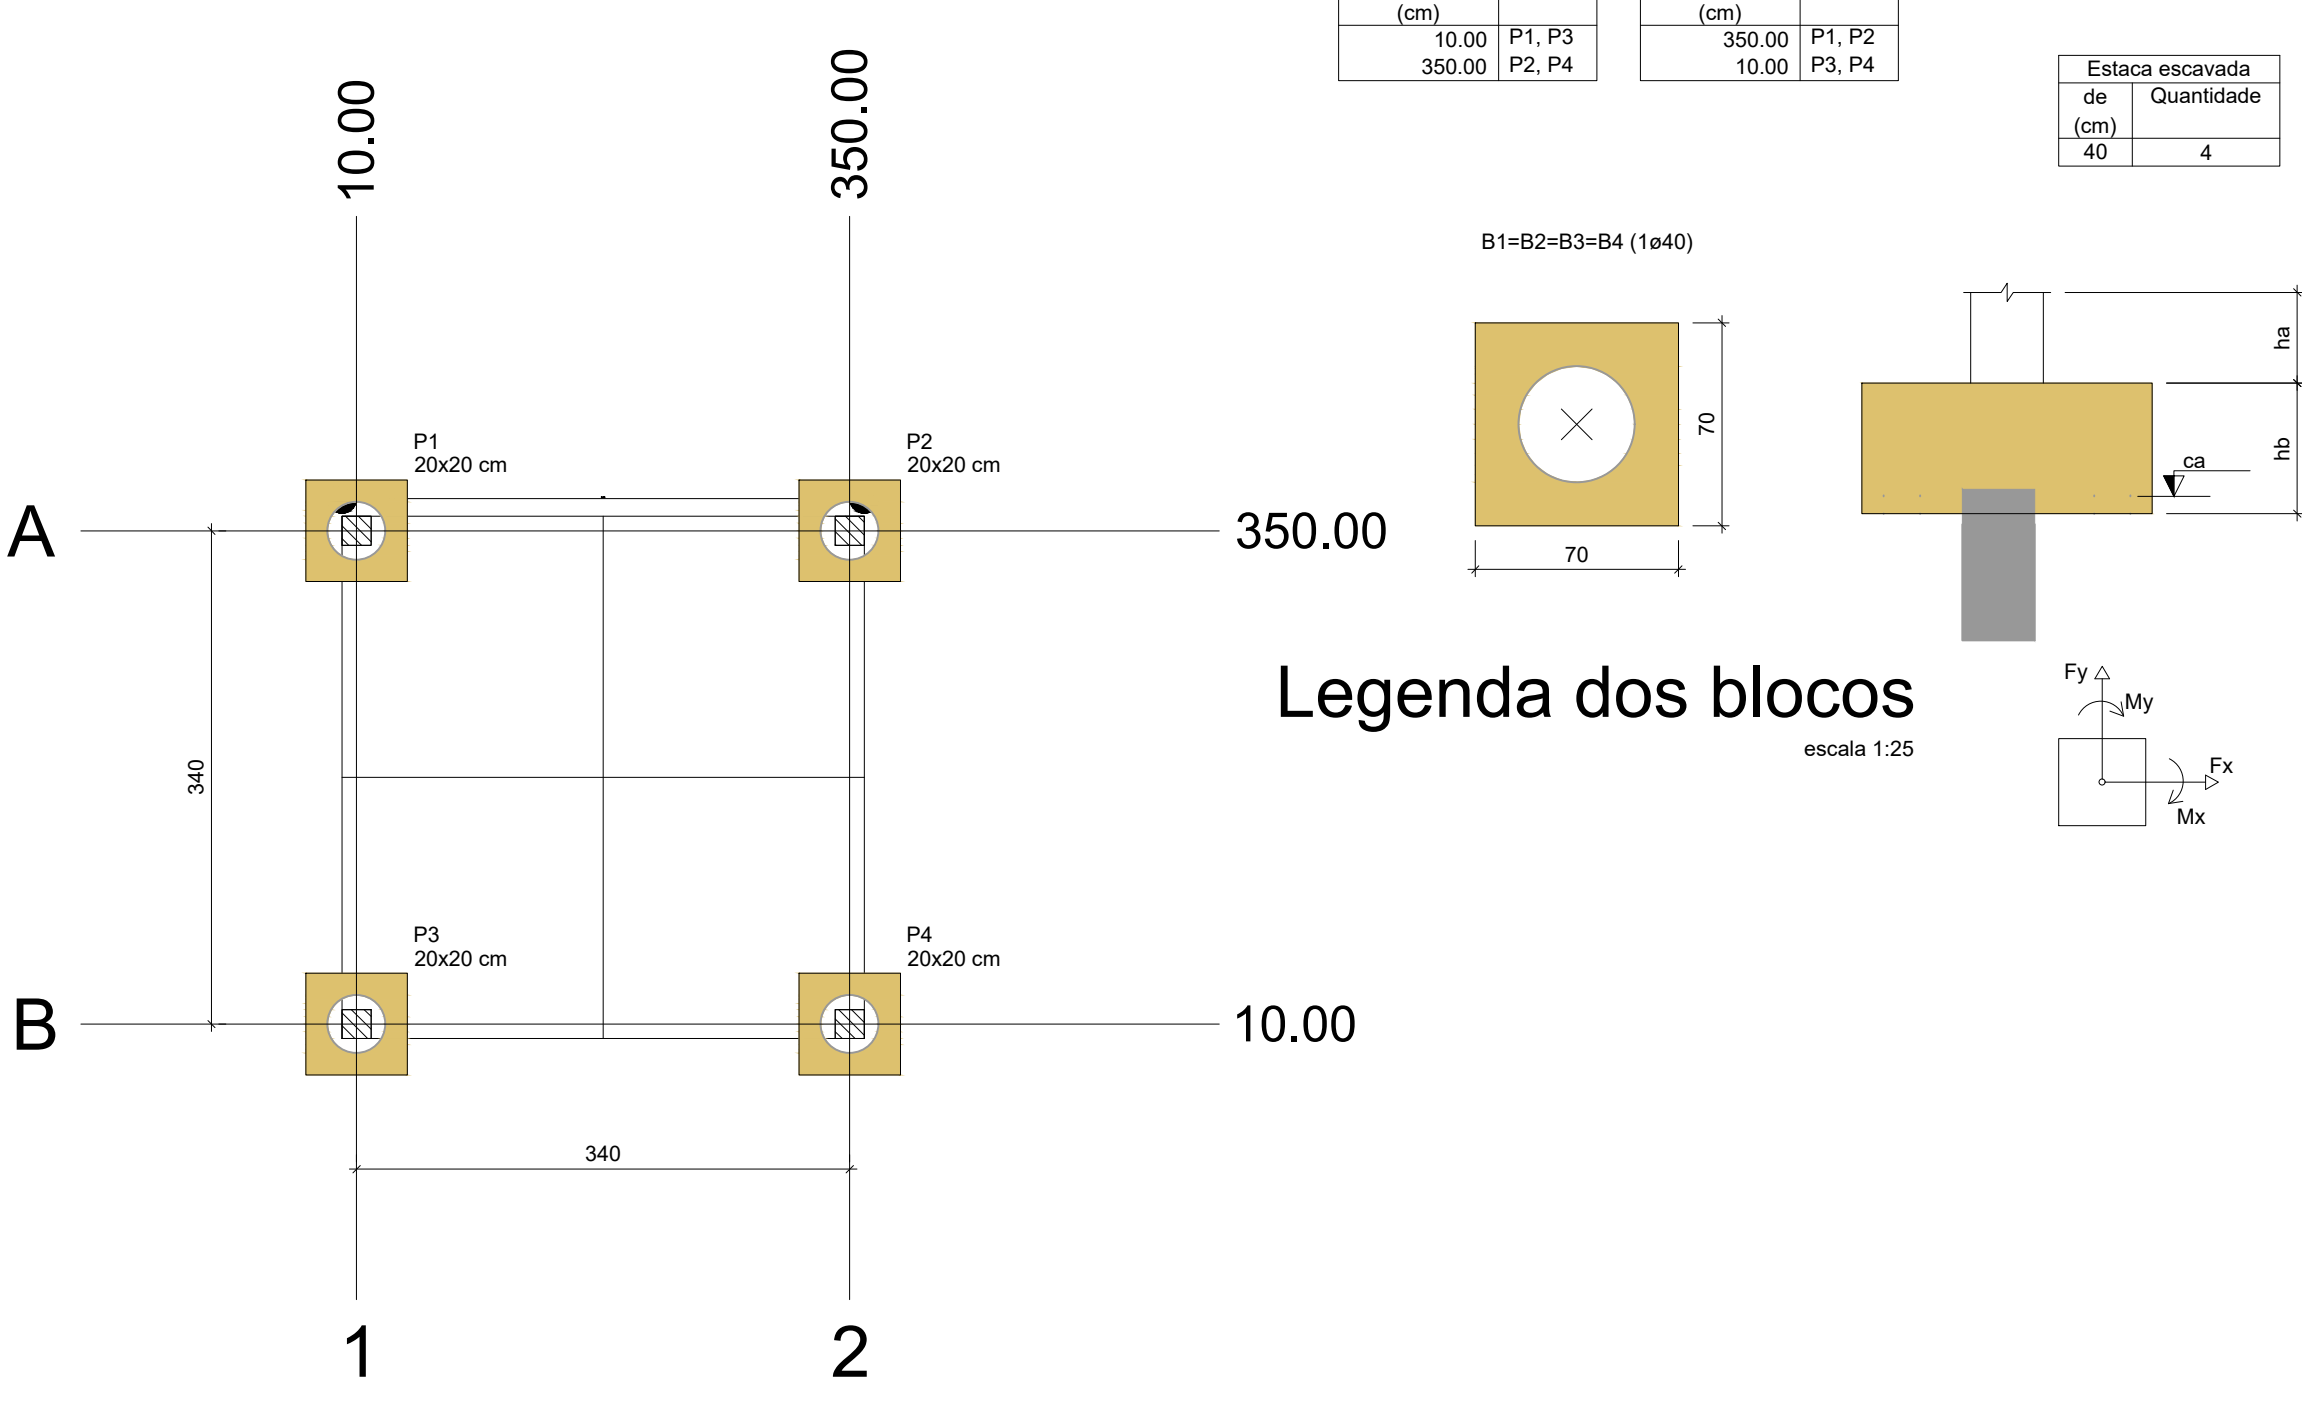 (cm)
10.00 P1, P3
350.00 P2, P4
(cm)
350.00 P1, P2
10.00 P3, P4
Estaca escavada
de Quantidade
(cm)
40 4
10.00
350.00
B1=B2=B3=B4 (1ø40)
70
70
ha
hb
ca
P1
20x20 cm
P2
20x20 cm
A
350.00
340
Legenda dos blocos
escala 1:25
Fy
My
Fx
Mx
P3
20x20 cm
P4
20x20 cm
B
10.00
340
1
2